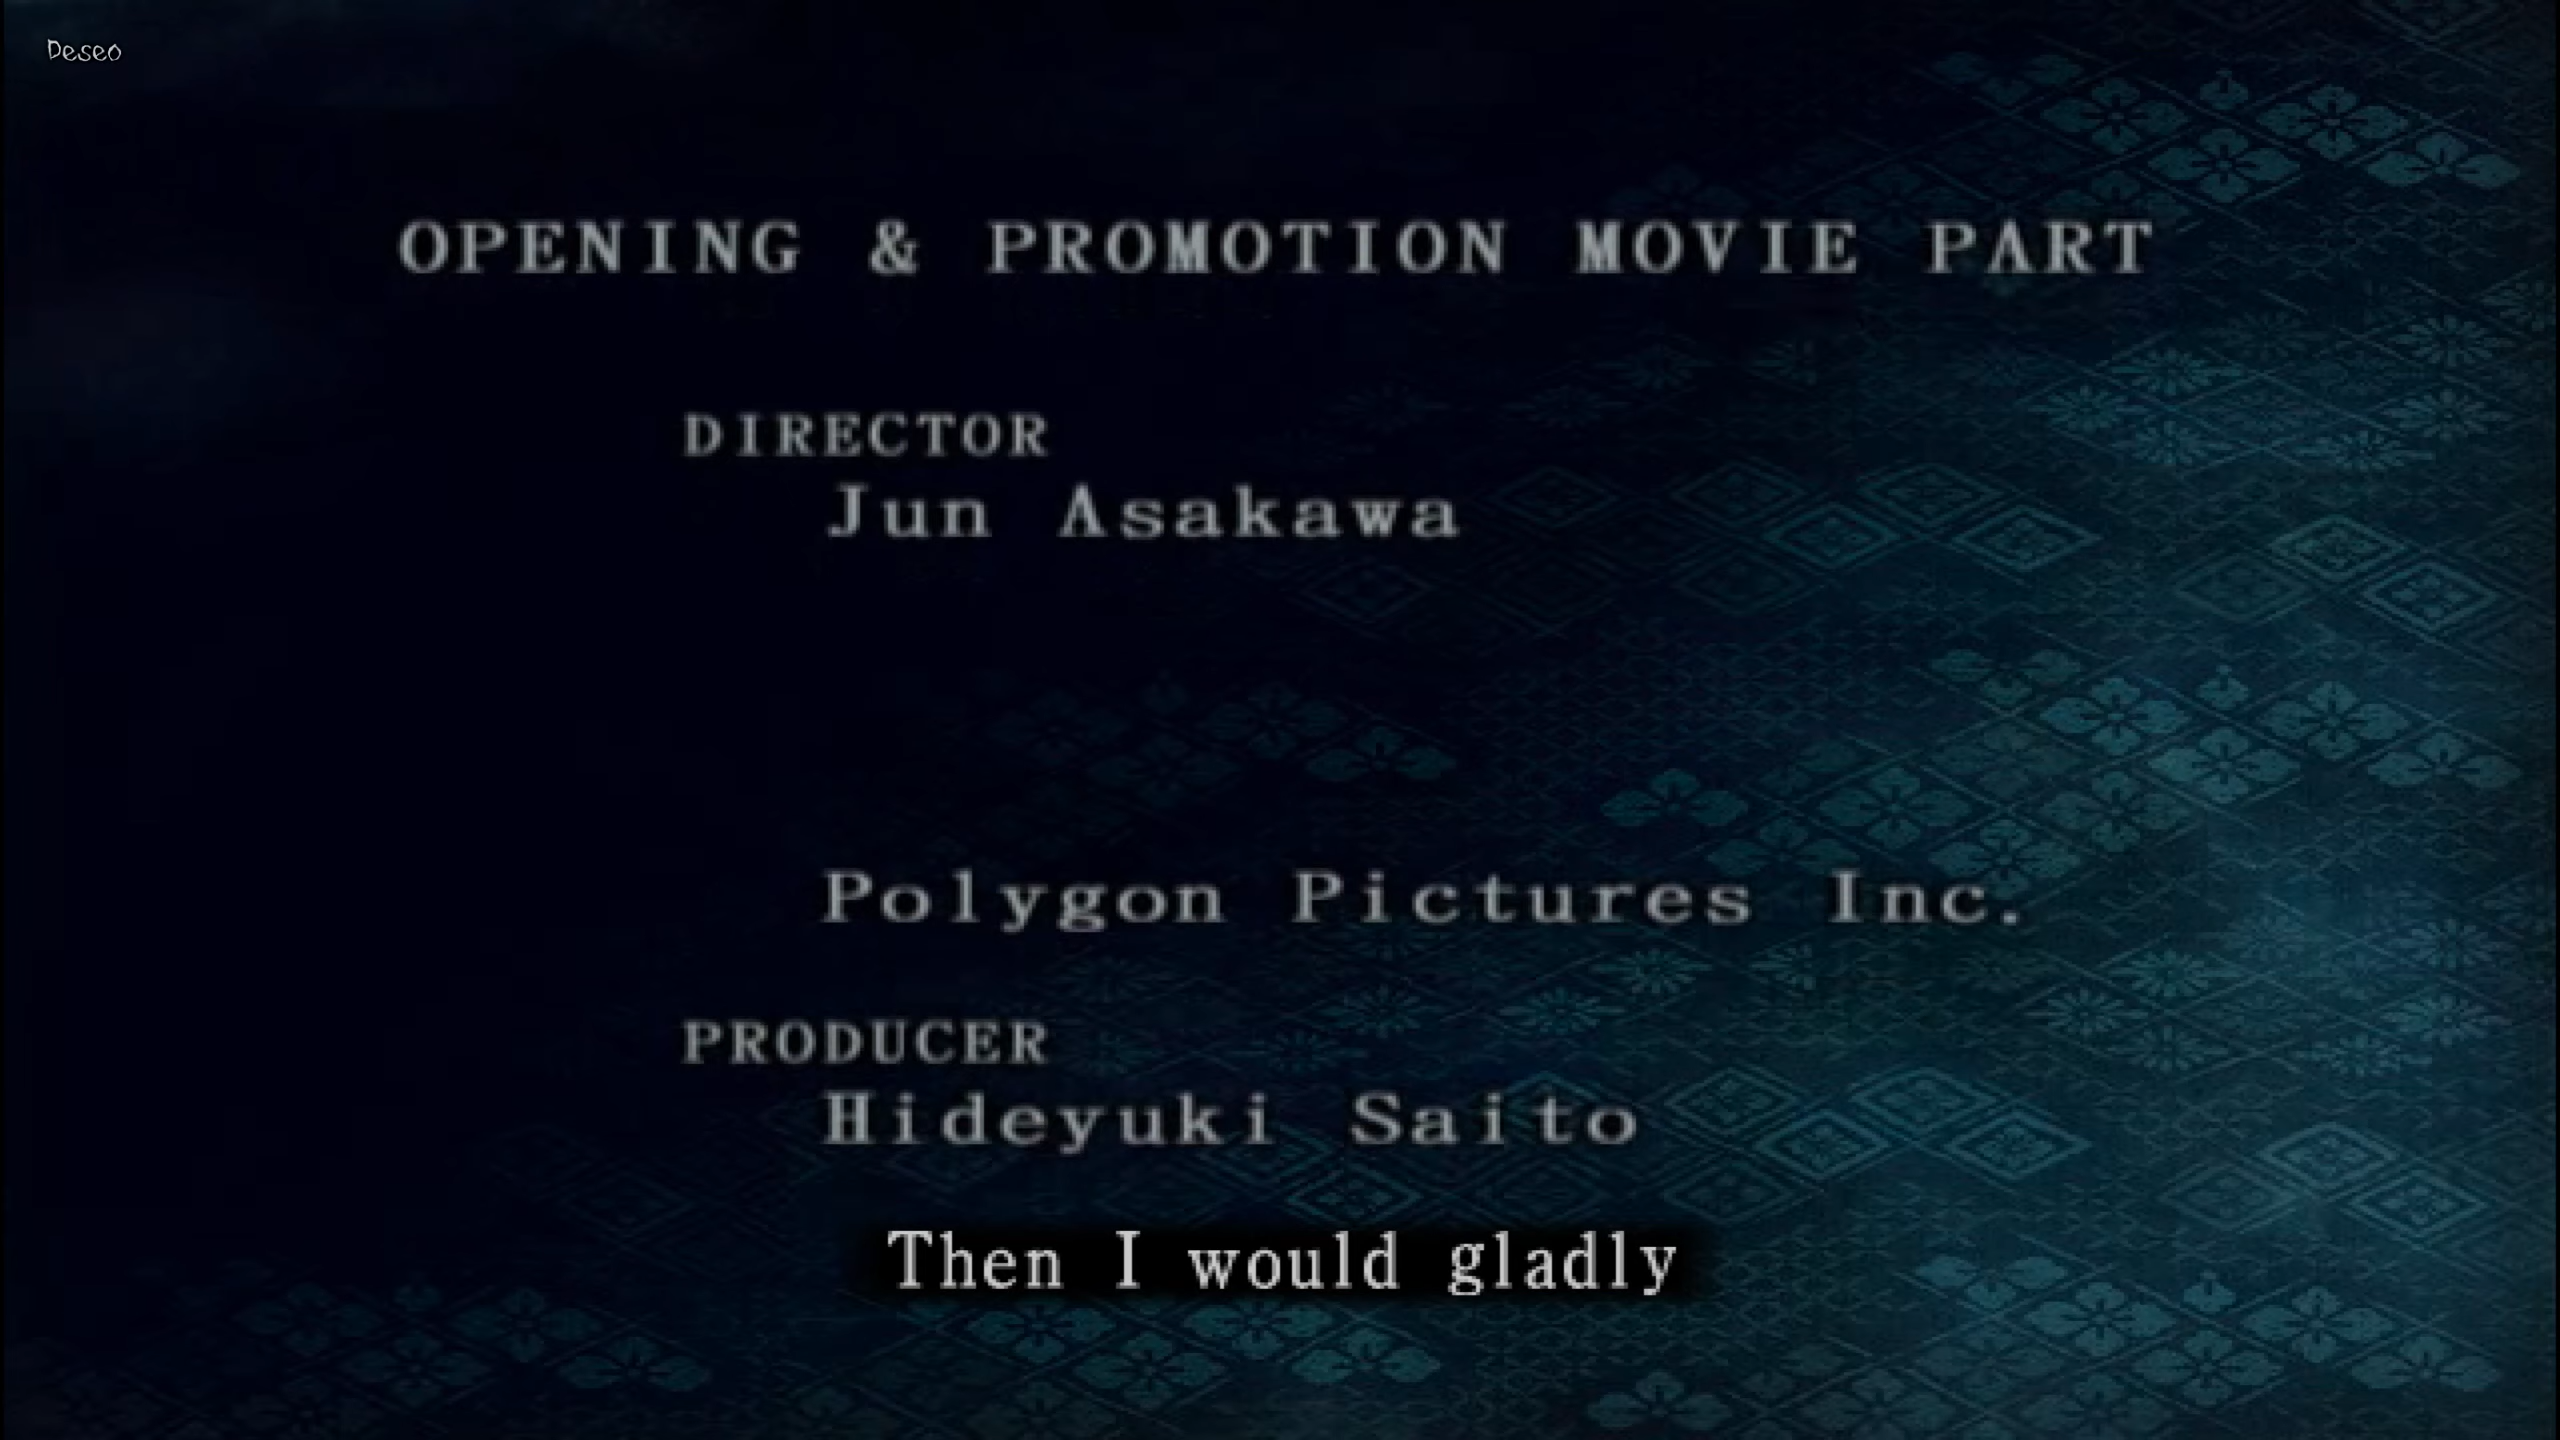 Deseo
OPENING & PROMOTION MOVIE PART
DIRECTOR
Jun Asakawa
Polygon Pictures Inc.
PRODUCER
Hideyuki Saito
Then I would gladly